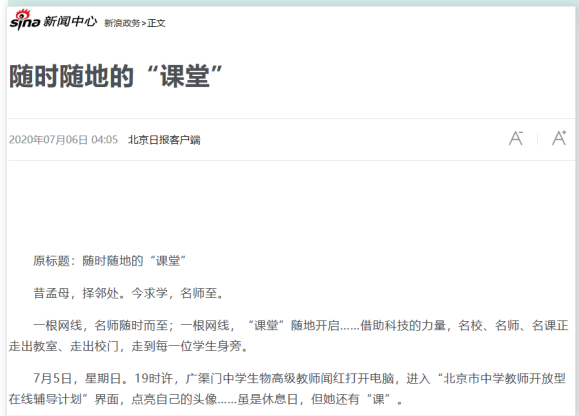 sina 新闻中心 新浪政务>正文
随时随地的“课堂”
2020年07月06日 04:05 北京日报客户端 A- A+
原标题：随时随地的“课堂”
昔孟母，择邻处。今求学，名师至。
一根网线，名师随时而至；一根网线，“课堂”随地开启……借助科技的力量，名校、名师、名课正
走出教室、走出校门，走到每一位学生身旁。
7月5日，星期日。19时许，广渠门中学生物高级教师闻红打开电脑，进入“北京市中学教师开放型
在线辅导计划”界面，点亮自己的头像……虽是休息日，但她还有“课”。